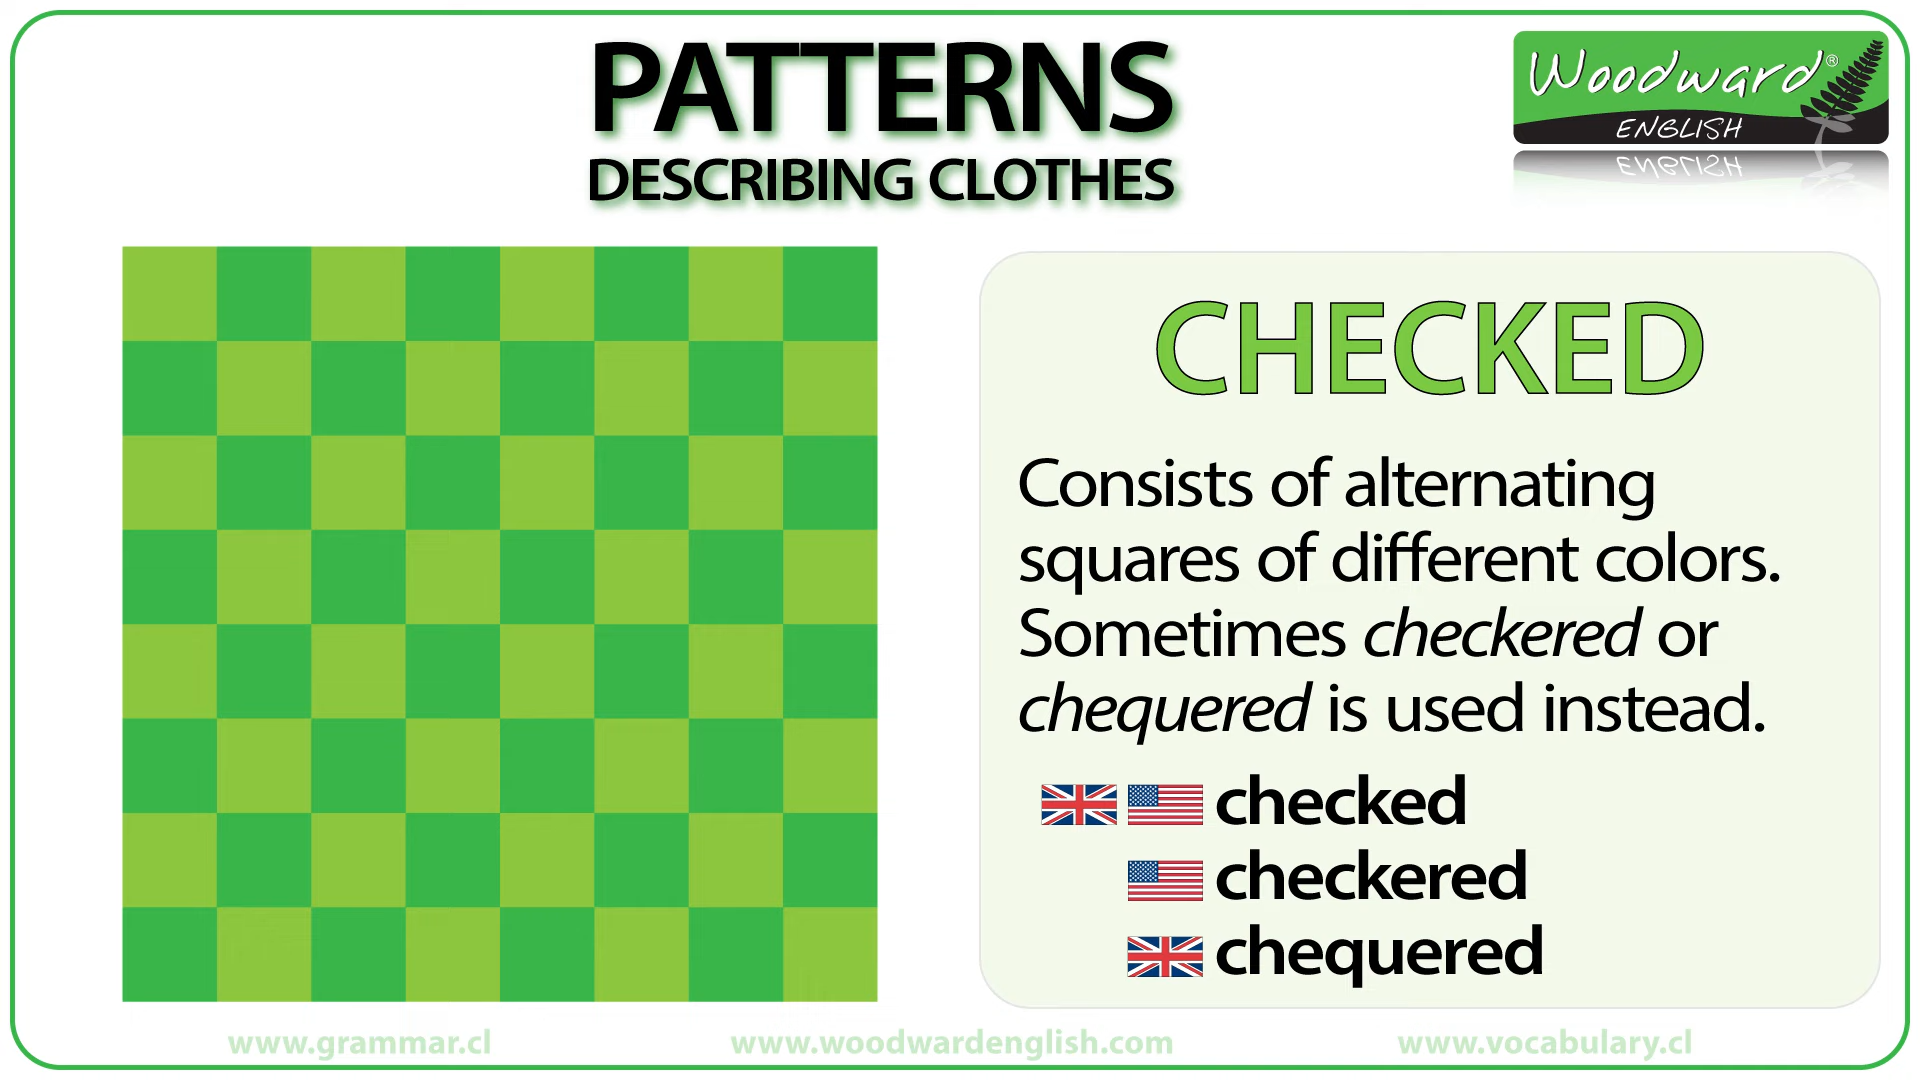 PATTERNS
DESCRIBING CLOTHES
Woodward®
ENGLISH
CHECKED
Consists of alternating
squares of different colors.
Sometimes checkered or
chequered is used instead.
checked
checkered
chequered
www.grammar.cl
www.woodwardenglish.com
www.vocabulary.cl